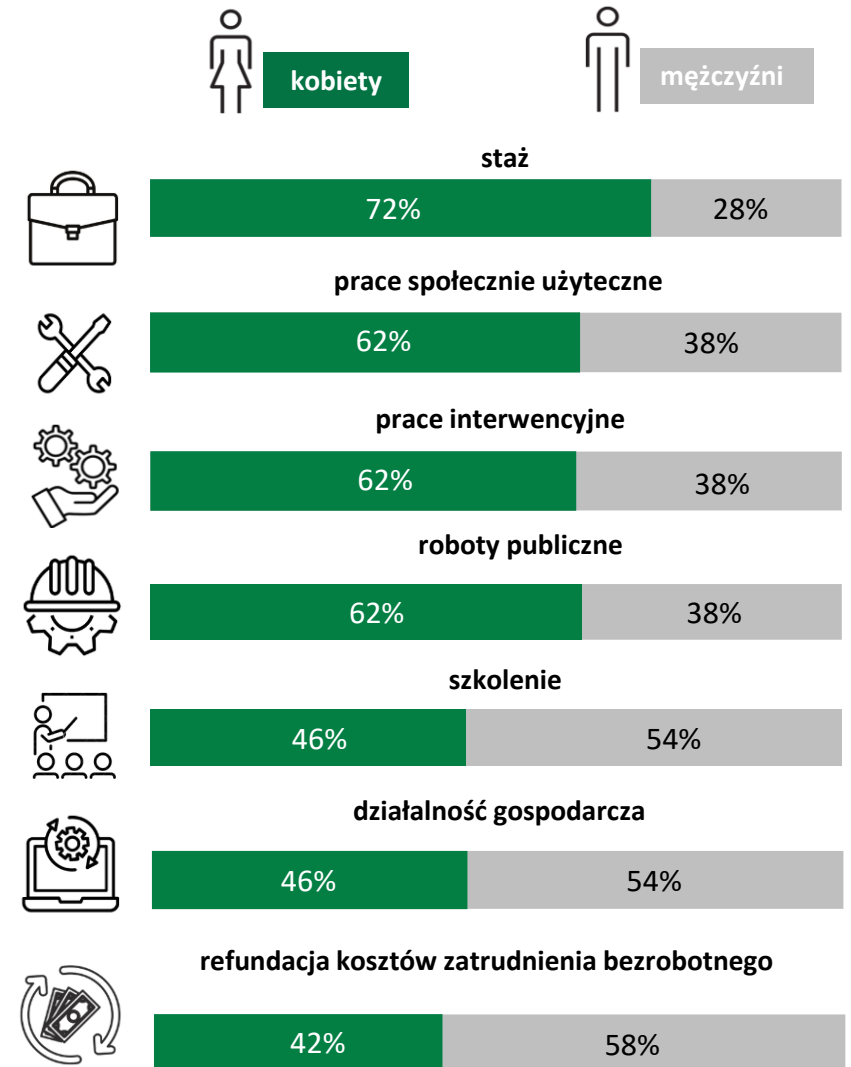 kobiety
mężczyźni
staż
72% 28%
prace społecznie użyteczne
62% 38%
prace interwencyjne
62% 38%
roboty publiczne
62% 38%
szkolenie
46% 54%
działalność gospodarcza
46% 54%
refundacja kosztów zatrudnienia bezrobotnego
42% 58%